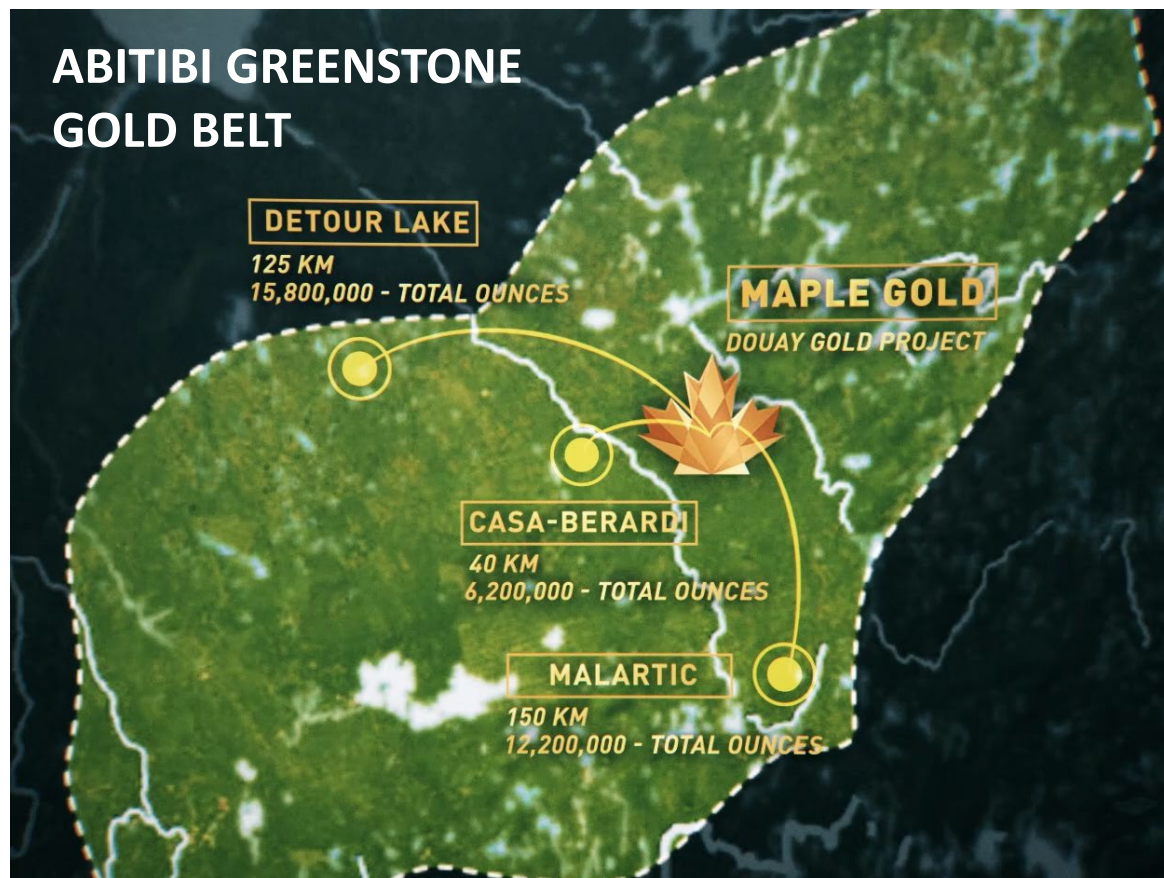 ABITIBI GREENSTONE
GOLD BELT
DETOUR LAKE
125 KM
15,800,000 - TOTAL OUNCES
MAPLE GOLD
DOUAY GOLD PROJECT
CASA-BERARDI
40 KM
6,200,000 - TOTAL OUNCES
MALARTIC
150 KM
12,200,000 - TOTAL OUNCES